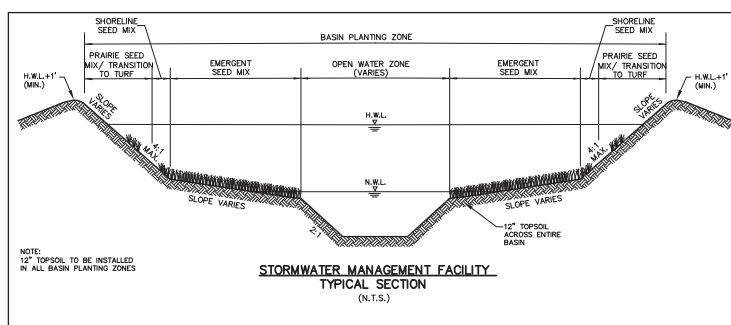 SHORELINE
SEED MIX
SHORELINE
SEED MIX
BASIN PLANTING ZONE
PRAIRIE SEED
MIX/ TRANSITION
TO TURF
EMERGENT
SEED MIX
OPEN WATER ZONE
(VARIES)
EMERGENT
SEED MIX
PRAIRIE SEED
MIX/ TRANSITION
TO TURF
H.W.L.+1'
(MIN.)
H.W.L.+1'
(MIN.)
SLOPE
VARIES
SLOPE
VARIES
H.W.L.
4:1
MAX.
4:1
MAX.
N.W.L.
SLOPE VARIES
SLOPE VARIES
2:1
12" TOPSOIL
ACROSS ENTIRE
BASIN
NOTE:
12" TOPSOIL TO BE INSTALLED
IN ALL BASIN PLANTING ZONES
STORMWATER MANAGEMENT FACILITY
TYPICAL SECTION
(N.T.S.)